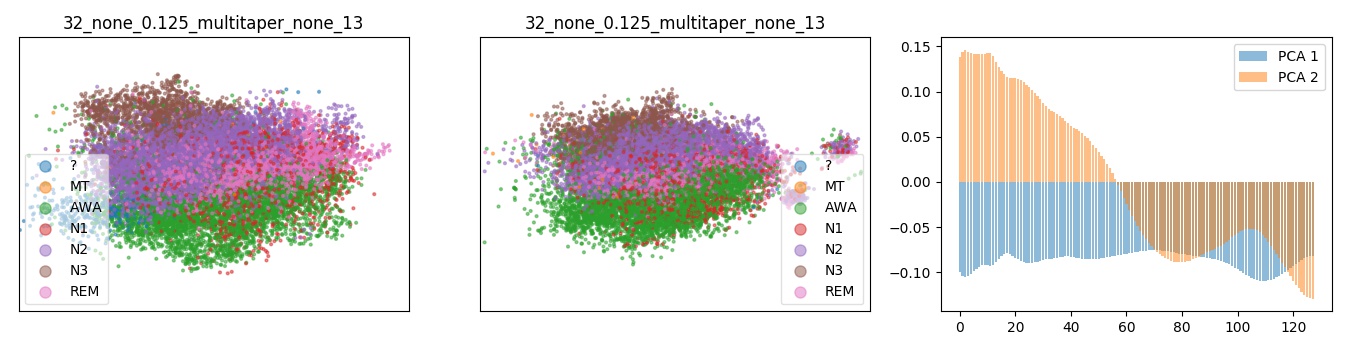 32_none_0.125_multitaper_none_13
?
MT
AWA
N1
N2
N3
REM
32_none_0.125_multitaper_none_13
?
MT
AWA
N1
N2
N3
REM
PCA 1
PCA 2
0.15
0.10
0.05
0.00
−0.05
−0.10
0 20 40 60 80 100 120